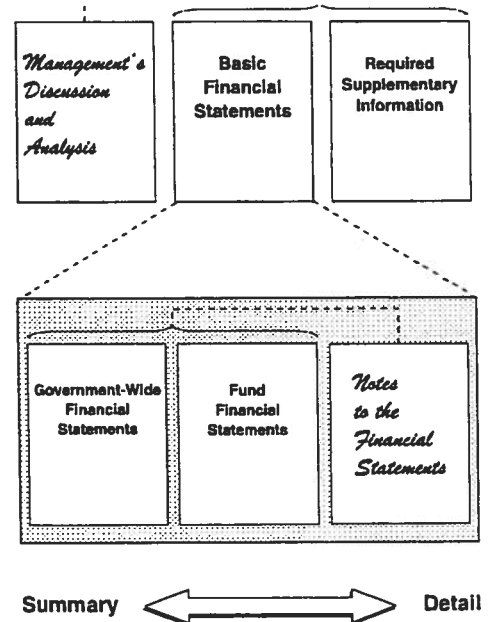 Management's
Discussion
and
Analysis
Basic
Financial
Statements
Required
Supplementary
Information
Government-Wide
Financial
Statements
Fund
Financial
Statements
Notes
to the
Financial
Statements
Summary
Detail